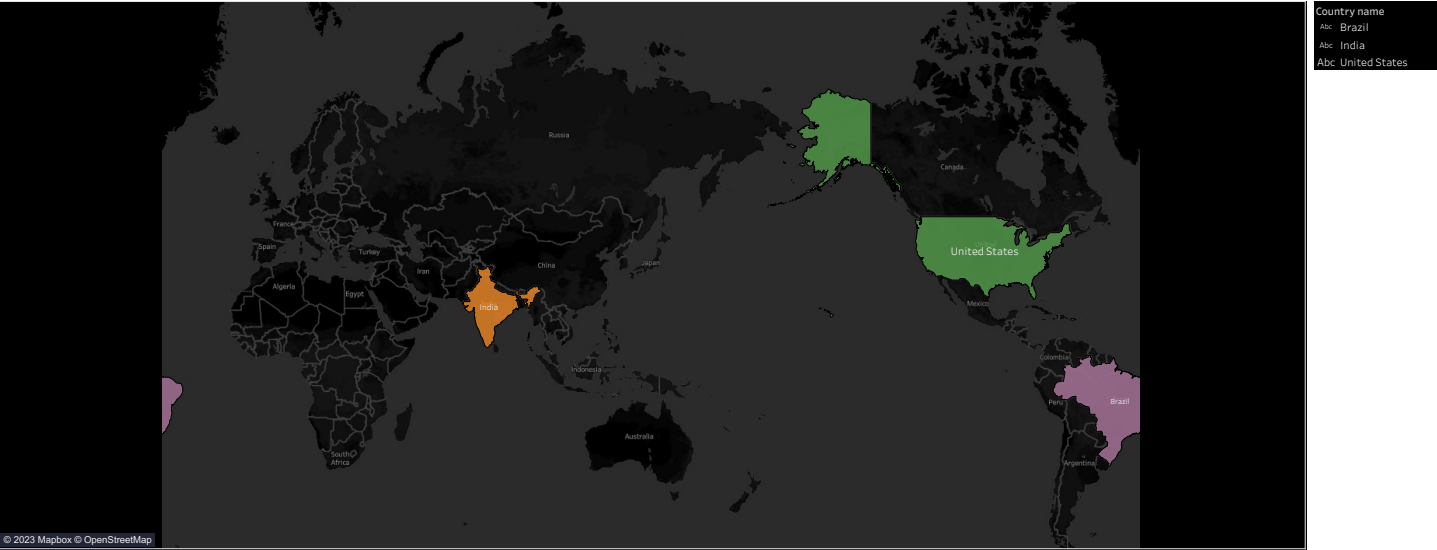 Country name
Abc Brazil
Abc India
Abc United States
Russia
Canada
France
Spain
Turkey
United States
Iran
China
Japan
Algeria
Egypt
India
Mexico
Colombia
Indonesia
Peru
Brazil
Australia
South
Africa
Argentina
© 2023 Mapbox © OpenStreetMap